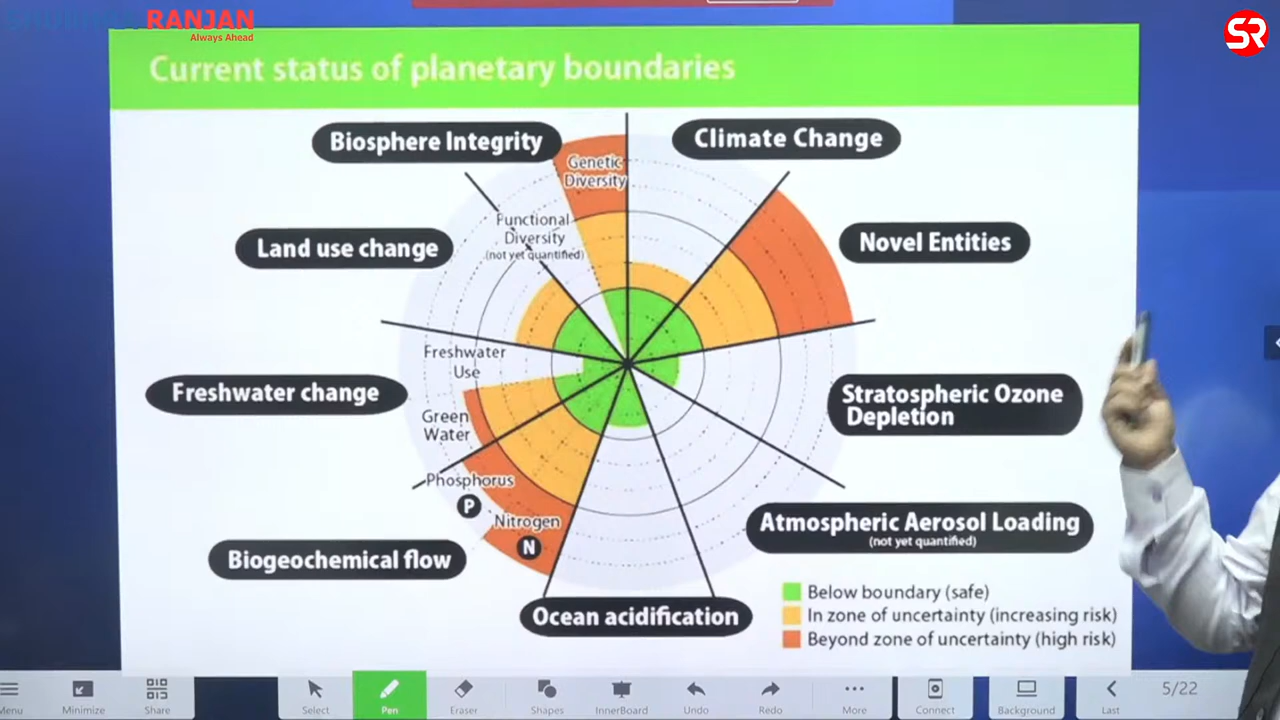 RANJAN
Always Ahead
SR
Current status of planetary boundaries
Biosphere Integrity
Climate Change
Genetic
Diversity
Functional
Diversity
(not yet quantified)
Land use change
Novel Entities
Freshwater
Use
Freshwater change
Stratospheric Ozone
Depletion
Green
Water
Phosphorus
P
Nitrogen
N
Atmospheric Aerosol Loading
(not yet quantified)
Biogeochemical flow
Ocean acidification
Below boundary (safe)
In zone of uncertainty (increasing risk)
Beyond zone of uncertainty (high risk)
Menu
Minimize
Share
Select
Pen
Eraser
Shapes
InnerBoard
Undo
Redo
More
Connect
Background
Last
5/22